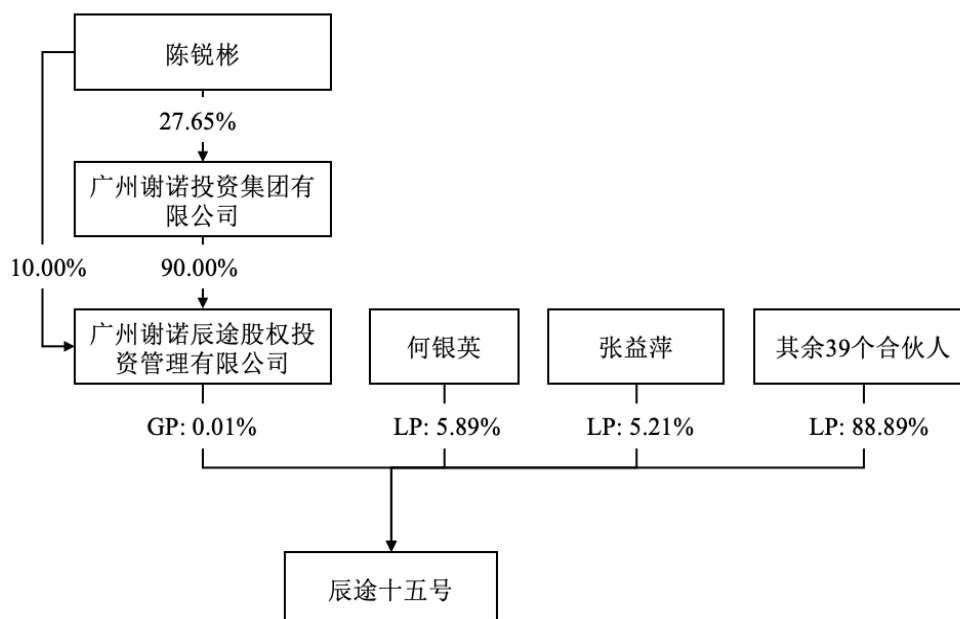 陈锐彬
27.65%
广州谢诺投资集团有
限公司
10.00%
90.00%
广州谢诺辰途股权投
资管理有限公司
何银英
张益萍
其余39个合伙人
GP: 0.01%
LP: 5.89%
LP: 5.21%
LP: 88.89%
辰途十五号